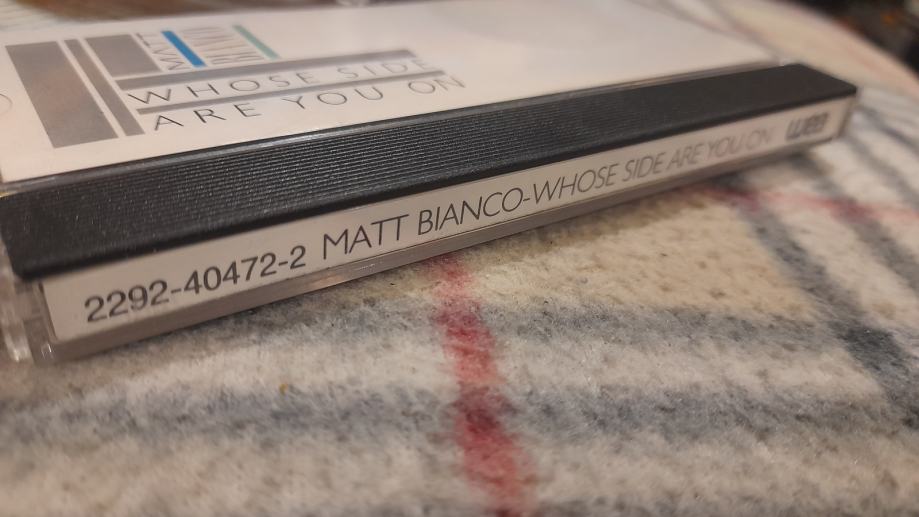 MATT
BIANCO
WHOSE SIDE
ARE YOU ON
2292-40472-2 MATT BIANCO-WHOSE SIDE ARE YOU ON wea